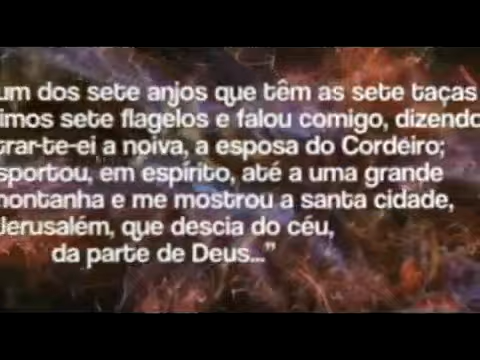 um dos sete anjos que têm as sete taças
imos sete flagelos e falou comigo, dizendo
trar-te-ei a noiva, a esposa do Cordeiro;
sportou, em espírito, até a uma grande
montanha e me mostrou a santa cidade,
Jerusalém, que descia do céu,
da parte de Deus..."